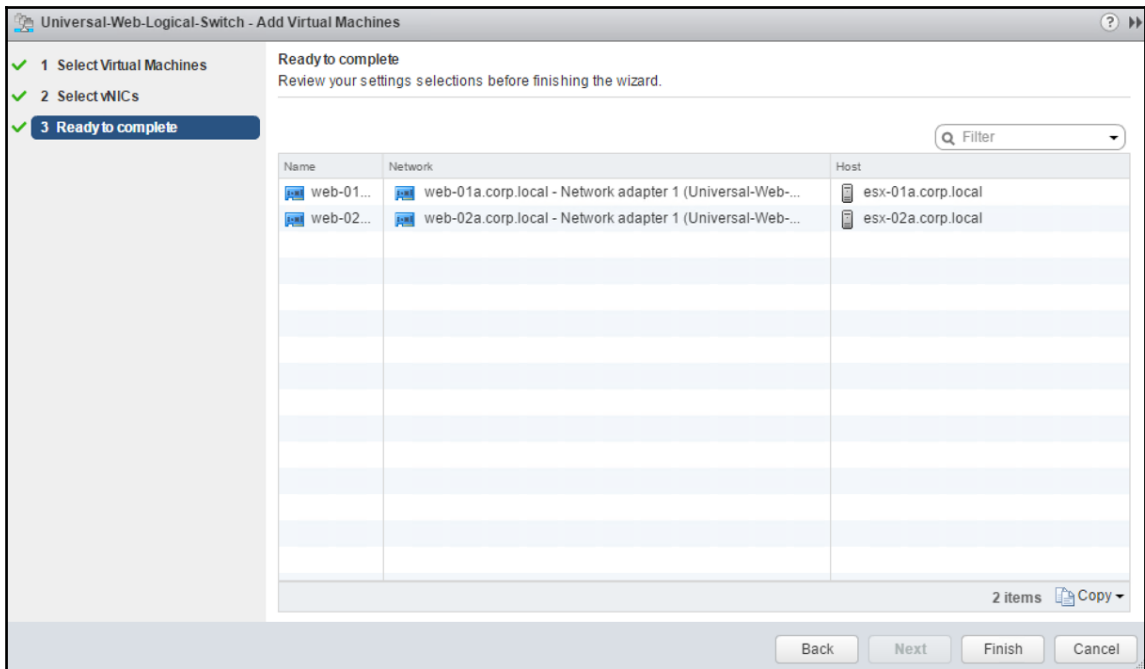 Universal-Web-Logical-Switch - Add Virtual Machines
1 Select Virtual Machines
2 Select vNICs
3 Ready to complete
Ready to complete
Review your settings selections before finishing the wizard.
Filter
Name Network Host
web-01... web-01a.corp.local - Network adapter 1 (Universal-Web-... esx-01a.corp.local
web-02... web-02a.corp.local - Network adapter 1 (Universal-Web-... esx-02a.corp.local
2 items Copy
Back Next Finish Cancel